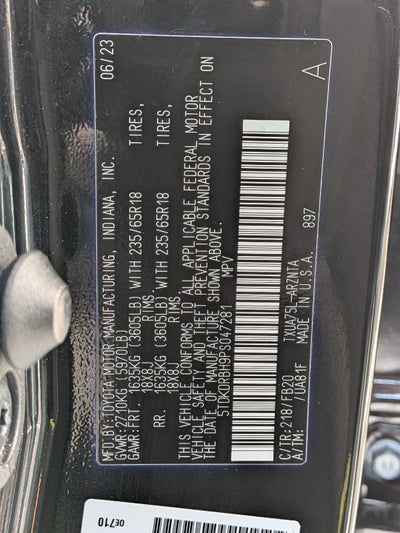 MFD.BY:TOYOTA MOTOR MANUFACTURING, INDIANA, INC. 06/23
GVWR:2710KG (5970LB)
GAWR:FRT. 1635KG (3605LB) WITH 235/65R18 TIRES,
18X8J RIMS
RR. 1635KG (3605LB) WITH 235/65R18 TIRES,
18X8J RIMS
THIS VEHICLE CONFORMS TO ALL APPLICABLE FEDERAL MOTOR
VEHICLE SAFETY AND THEFT PREVENTION STANDARDS IN EFFECT ON
THE DATE OF MANUFACTURE SHOWN ABOVE.
MPV
A
C/TR:218/FB20 TXUA75L-ARZNTA
A/TM: /UA81F MADE IN U.S.A. 897
0E710